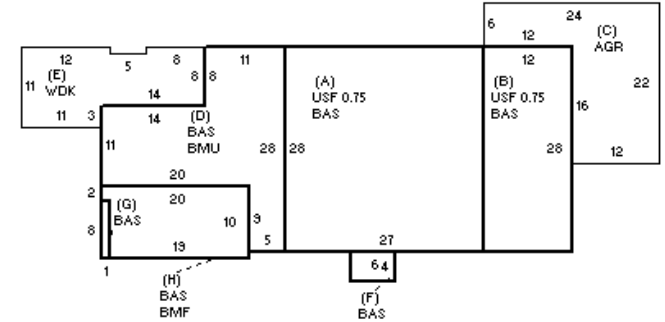 6
24
(C)
AGR
12
12
5
8
8
8
11
12
(E)
WDK
11
(A)
USF 0.75
BAS
(B)
USF 0.75
BAS
22
14
16
11
3
14
(D)
BAS
BMU
11
28
28
28
12
20
2
20
(G)
BAS
10
9
8
19
5
27
1
(H)
BAS
BMF
6
4
(F)
BAS